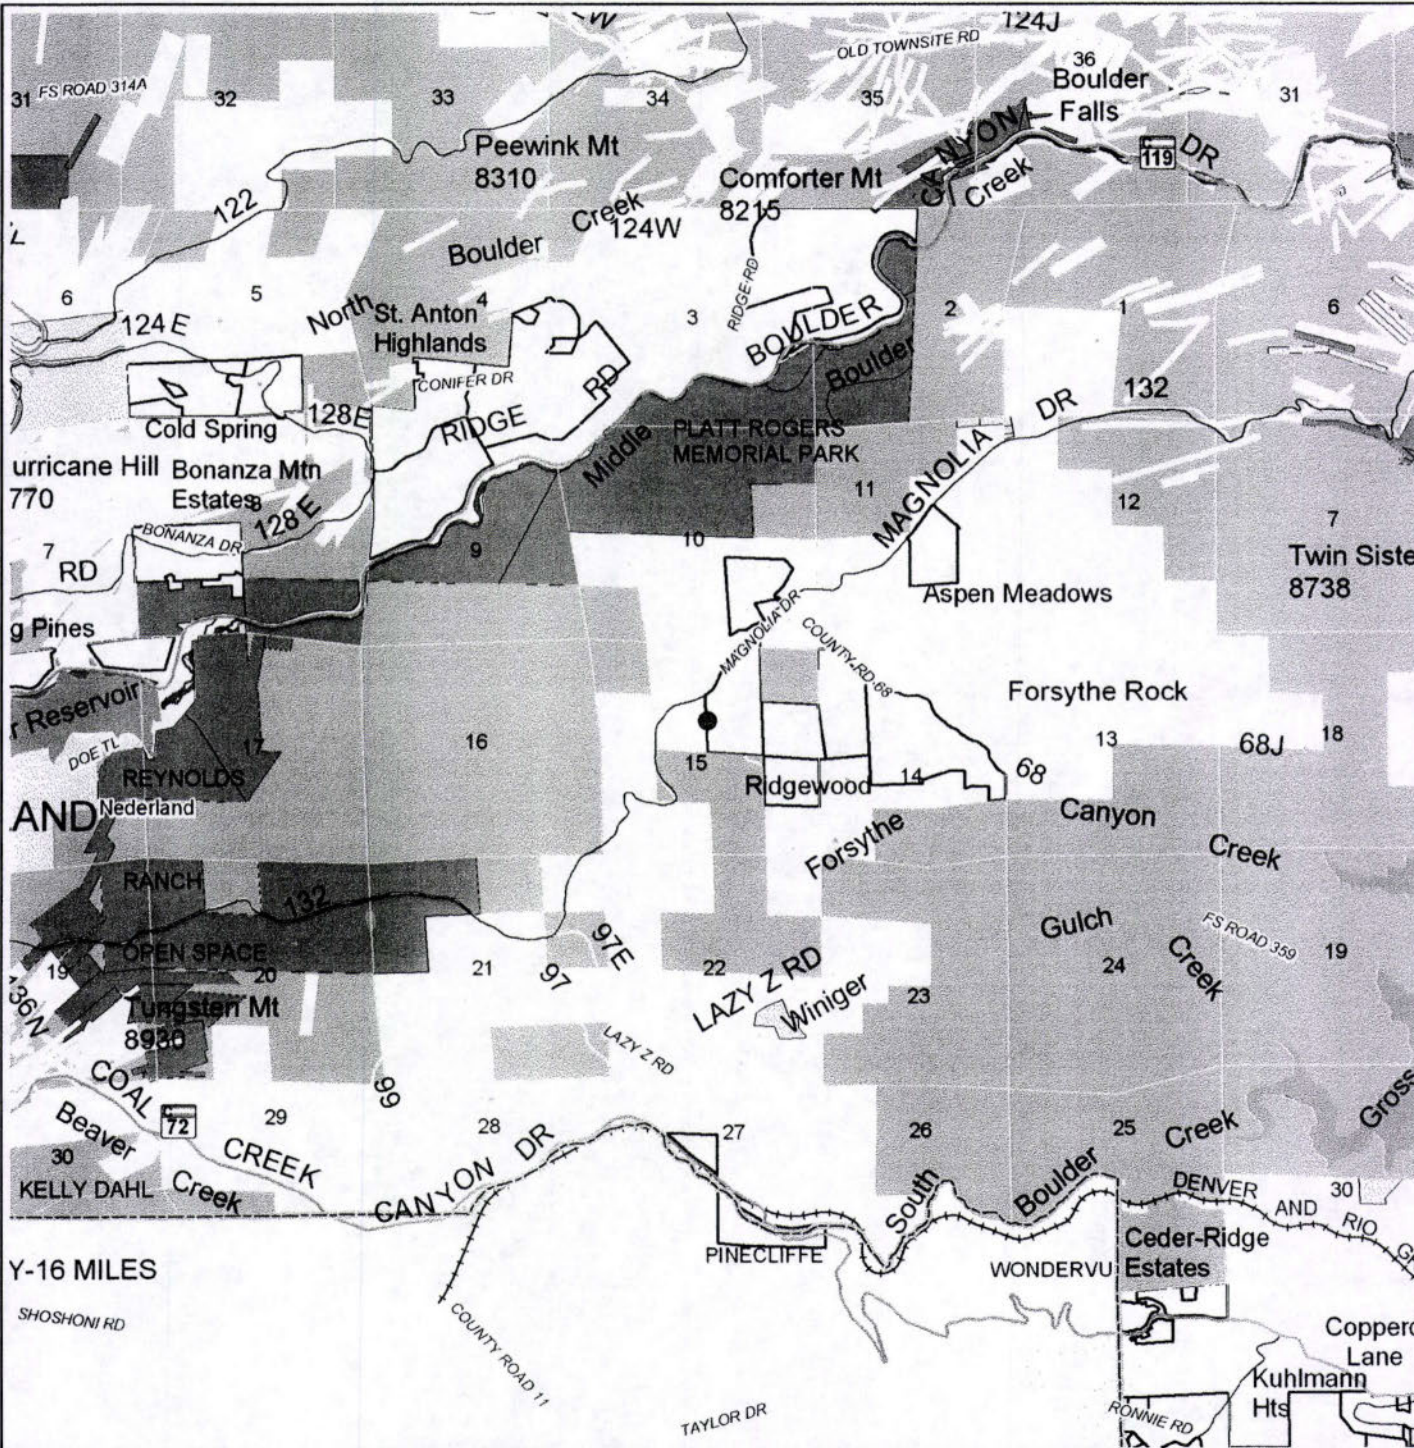 124J
OLD TOWNSITE RD
36
Boulder
Falls
31
FS ROAD 314A
32
33
34
35
31
CANYON
DR
119
Peewink Mt
8310
Comforter Mt
8215
Creek
122
Creek
124W
Boulder
6
5
North
4
St. Anton
Highlands
3
RIDGE RD
BOULDER
2
1
6
124E
CONIFER DR
RD
Boulder
DR
132
128E
RIDGE
Cold Spring
Middle
PLATT ROGERS
MEMORIAL PARK
MAGNOLIA
urricane Hill
770
Bonanza Mtn
Estates
8
128E
11
12
7
BONANZA DR
7
9
10
Twin Siste
8738
RD
Aspen Meadows
g Pines
MAGNOLIA DR
COUNTY RD 68
r Reservoir
Forsythe Rock
DOE TL
17
16
15
13
68J
18
REYNOLDS
Ridgewood
14
68
Nederland
LAND
Canyon
Forsythe
Creek
RANCH
132
Gulch
FS ROAD 359
OPEN SPACE
97E
19
20
21
97
22
LAZY Z RD
23
24
Creek
19
136N
Tungsten Mt
8930
Winiger
LAZY Z RD
COAL
99
Gross
Beaver
72
29
28
DR
27
26
25
Creek
30
CREEK
KELLY DAHL
Creek
CANYON
South
Boulder
DENVER
AND
RIO
30
PINECLIFFE
WONDERVU
Ceder-Ridge
Estates
Y-16 MILES
SHOSHONI RD
COUNTY ROAD 11
Lane
Kuhlmann
Hts
TAYLOR DR
RONNIE RD